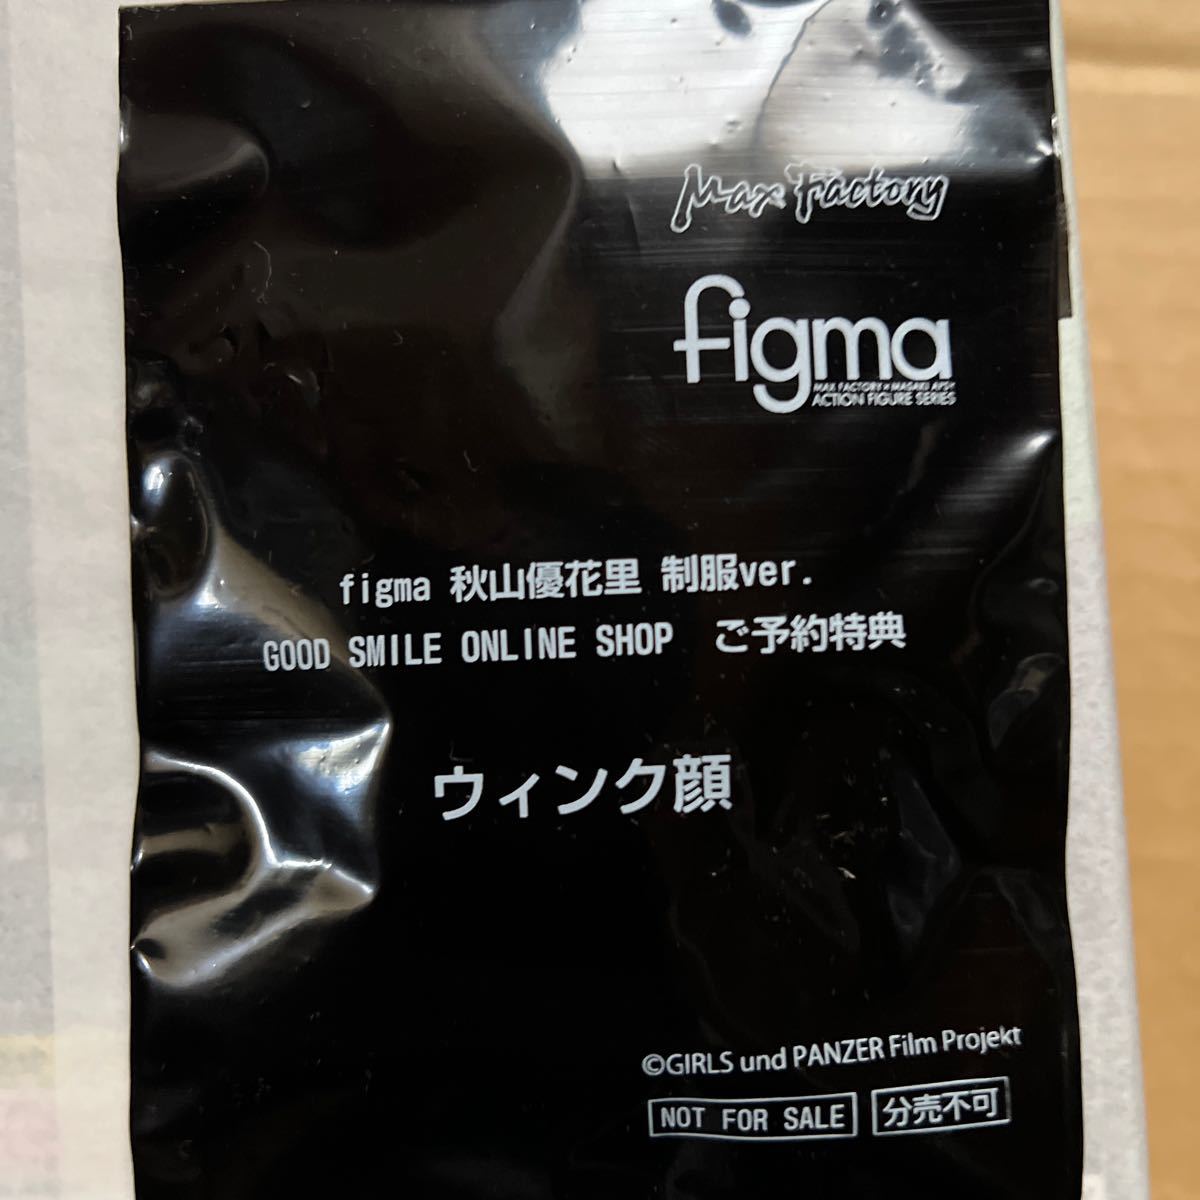 Max Factory
figma
MAX FACTORY×MASAKI APSY
ACTION FIGURE SERIES
figma 秋山優花里 制服ver.
GOOD SMILE ONLINE SHOP ご予約特典
ウィンク顔
©GIRLS und PANZER Film Projekt
NOT FOR SALE 分売不可